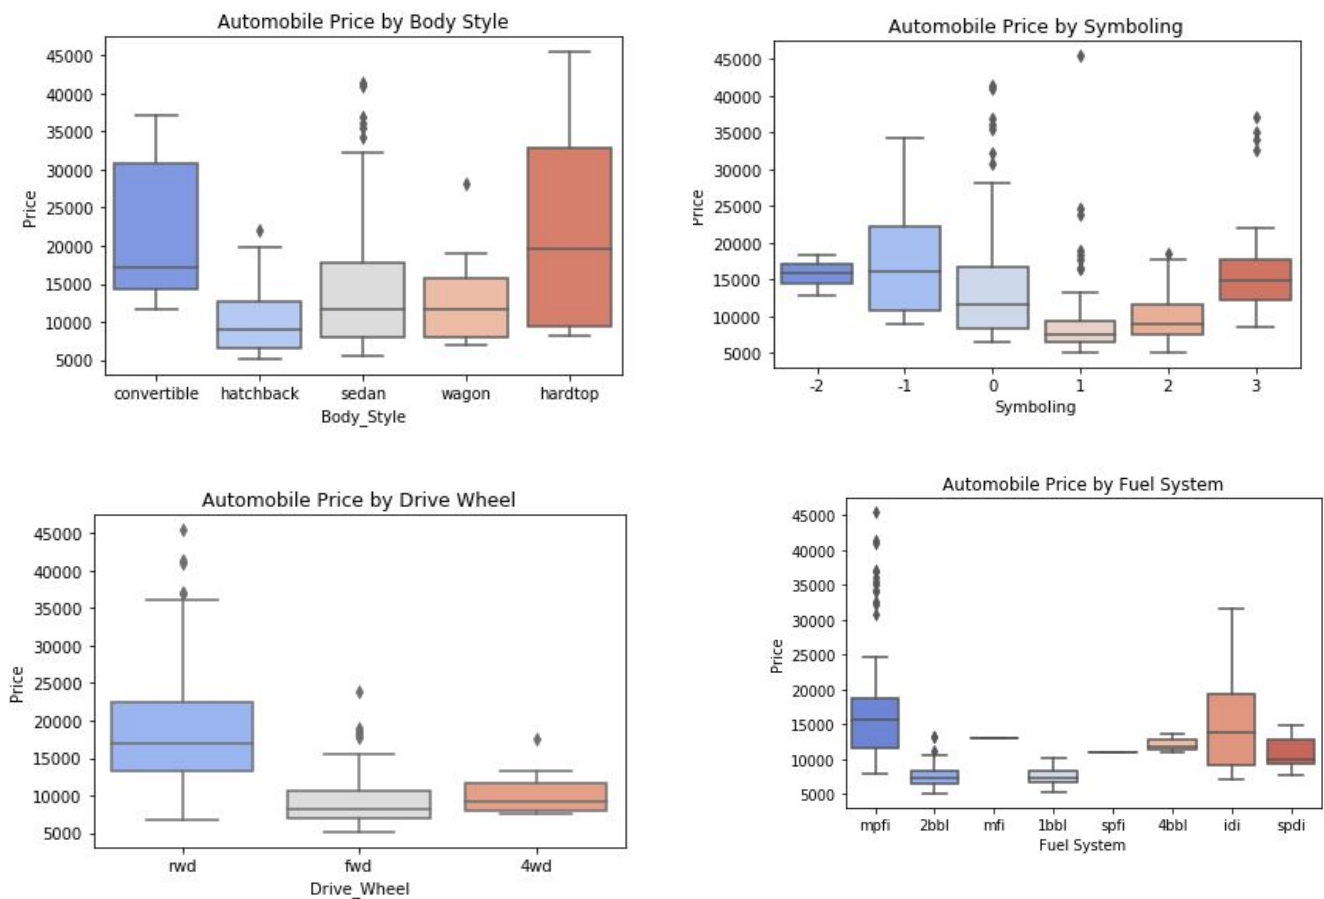 Automobile Price by Body Style
45000
40000
35000
30000
25000
20000
15000
10000
5000
Price
convertible hatchback sedan wagon hardtop
Body_Style
Automobile Price by Symboling
45000
40000
35000
30000
25000
20000
15000
10000
5000
Price
-2 -1 0 1 2 3
Symboling
Automobile Price by Drive Wheel
45000
40000
35000
30000
25000
20000
15000
10000
5000
Price
rwd fwd 4wd
Drive_Wheel
Automobile Price by Fuel System
45000
40000
35000
30000
25000
20000
15000
10000
5000
Price
mpfi 2bbl mfi 1bbl spfi 4bbl idi spdi
Fuel System